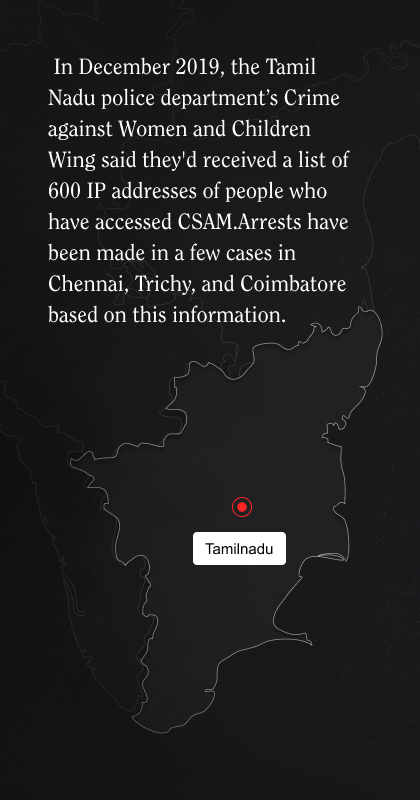 In December 2019, the Tamil
Nadu police department’s Crime
against Women and Children
Wing said they'd received a list of
600 IP addresses of people who
have accessed CSAM.Arrests have
been made in a few cases in
Chennai, Trichy, and Coimbatore
based on this information.
Tamilnadu